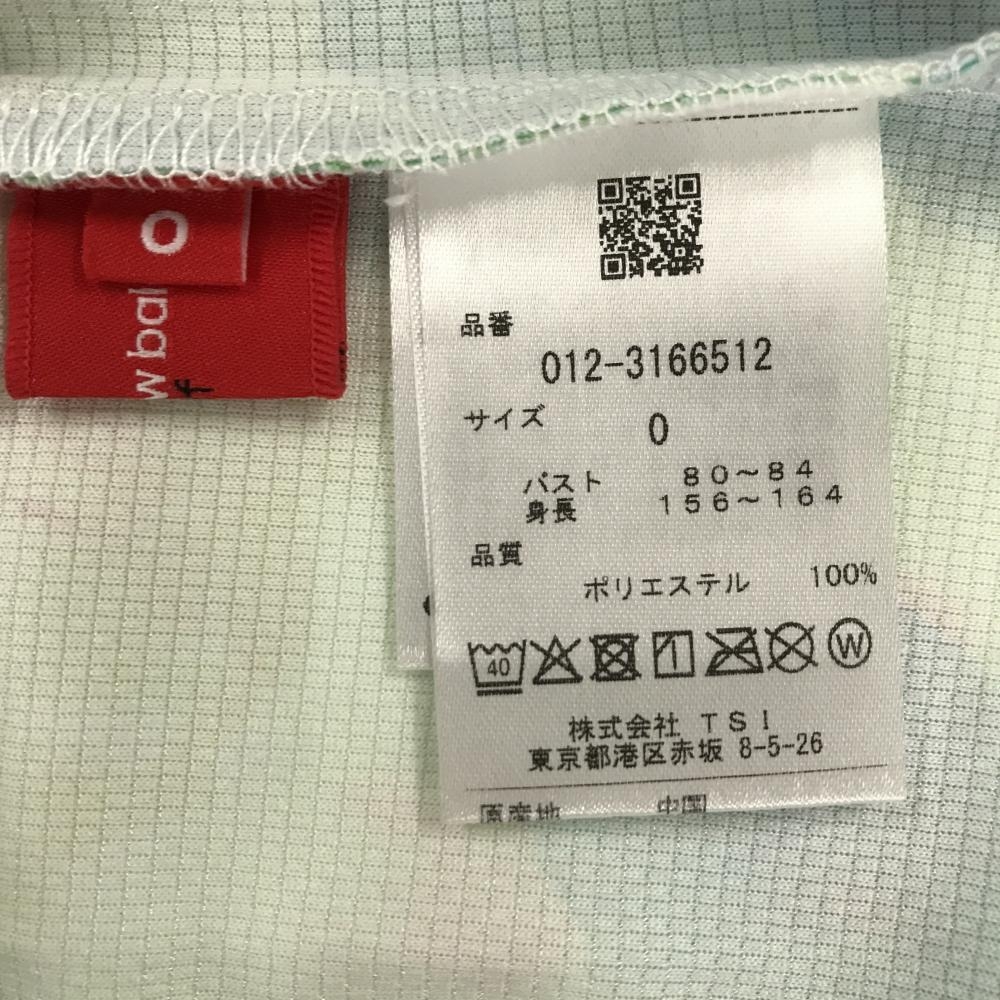 0
w bal
品番
012-3166512
サイズ
0
バスト 80～84
身長 156～164
品質
ポリエステル 100%
40
W
株式会社 TSI
東京都港区赤坂 8-5-26
原産地 中国